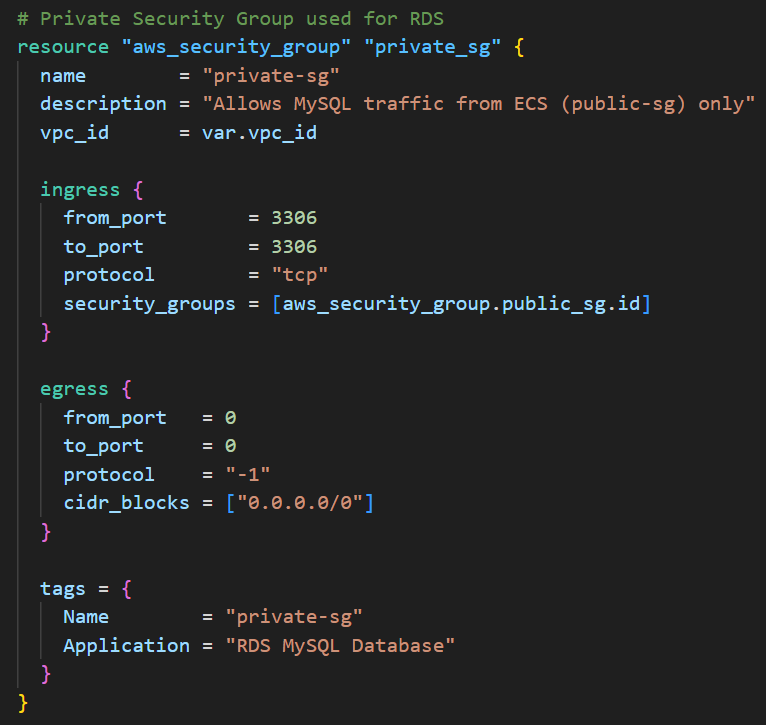 # Private Security Group used for RDS
resource "aws_security_group" "private_sg" {
  name        = "private-sg"
  description = "Allows MySQL traffic from ECS (public-sg) only"
  vpc_id      = var.vpc_id

  ingress {
    from_port       = 3306
    to_port         = 3306
    protocol        = "tcp"
    security_groups = [aws_security_group.public_sg.id]
  }

  egress {
    from_port   = 0
    to_port     = 0
    protocol    = "-1"
    cidr_blocks = ["0.0.0.0/0"]
  }

  tags = {
    Name        = "private-sg"
    Application = "RDS MySQL Database"
  }
}